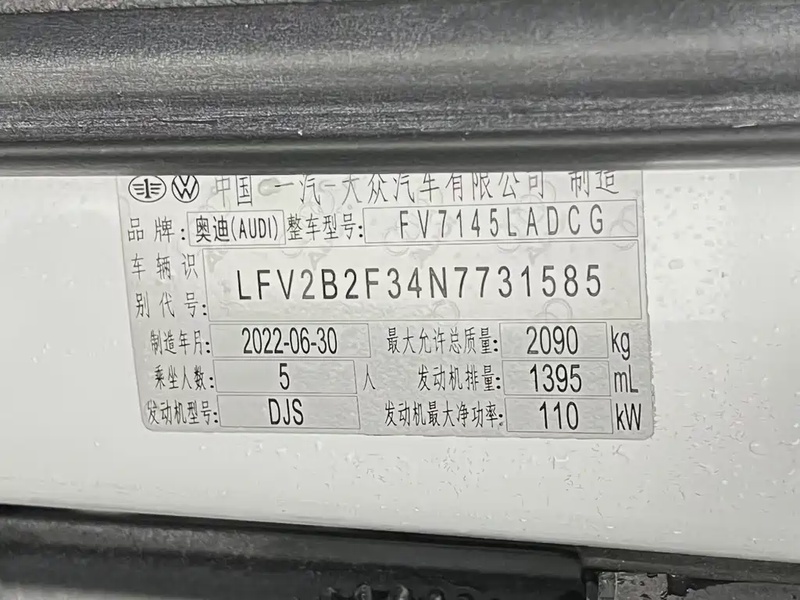 中国一汽-大众汽车有限公司 制造
品牌: 奥迪(AUDI) 整车型号: FV7145LADCG
车辆识别代号: LFV2B2F34N7731585
制造年月: 2022-06-30 最大允许总质量: 2090 kg
乘坐人数: 5 人 发动机排量: 1395 mL
发动机型号: DJS 发动机最大净功率: 110 kW